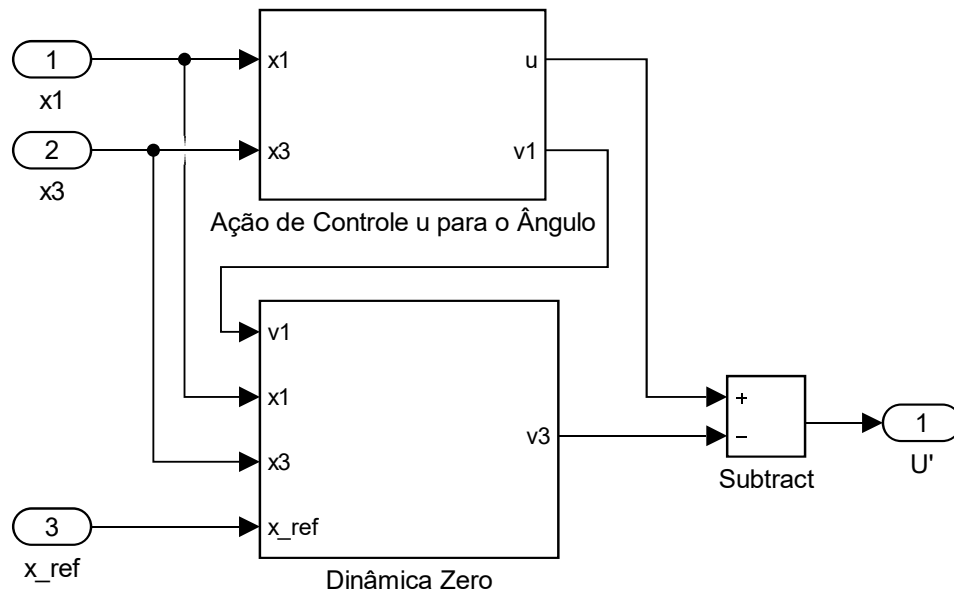 1
x1
2
x3
x1
x3
u
v1
Ação de Controle u para o Ângulo
v1
x1
x3
x_ref
v3
Dinâmica Zero
3
x_ref
+
−
Subtract
1
U'